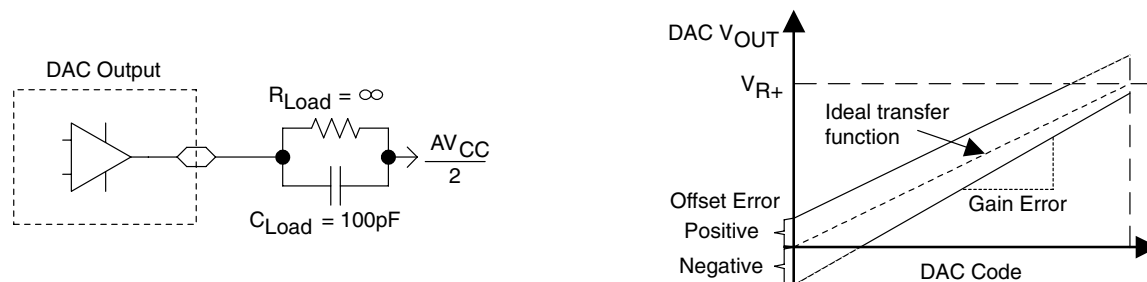 DAC Output
R_Load = ∞
AV_CC
2
C_Load = 100pF
DAC V_OUT
V_R+
Ideal transfer
function
Offset Error
Positive
Negative
Gain Error
DAC Code